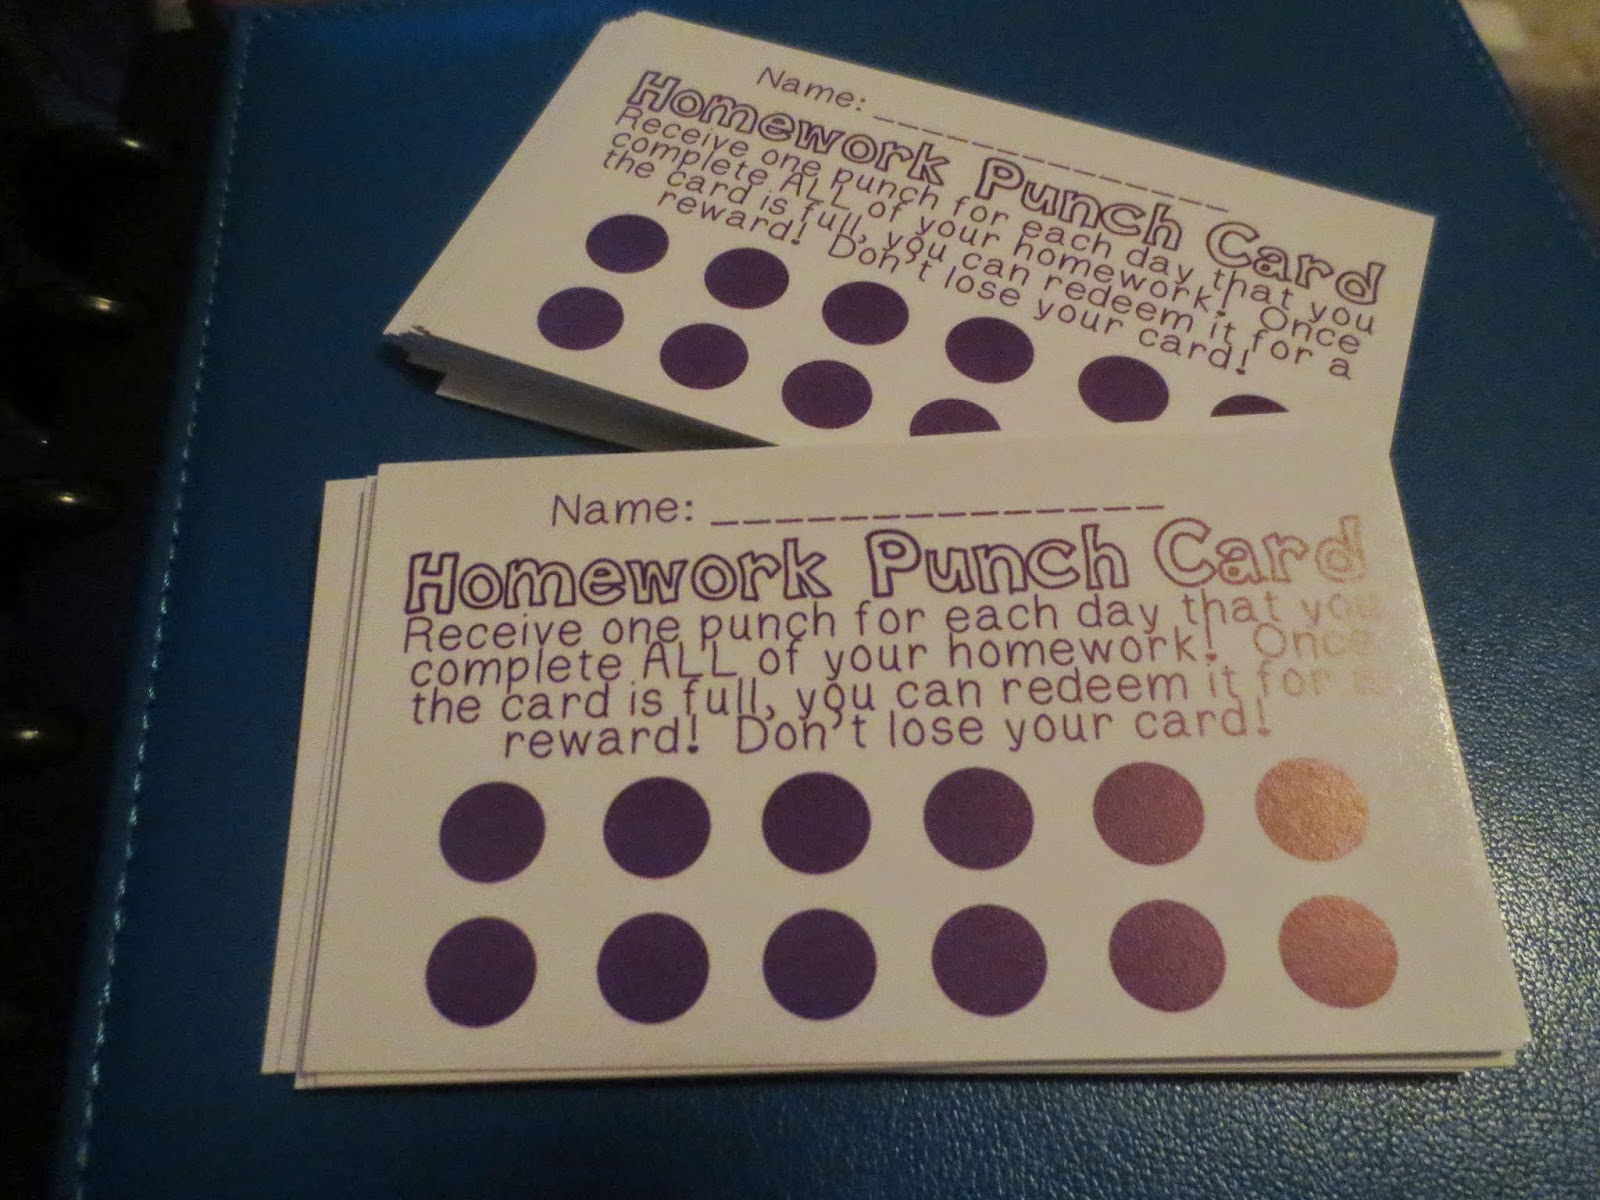 Name: _______________
Homework Punch Card
Receive one punch for each day that you
complete ALL of your homework! Once
the card is full, you can redeem it for a
reward! Don't lose your card!
Name: _______________
Homework Punch Card
Receive one punch for each day that you
complete ALL of your homework! Once
the card is full, you can redeem it for a
reward! Don't lose your card!